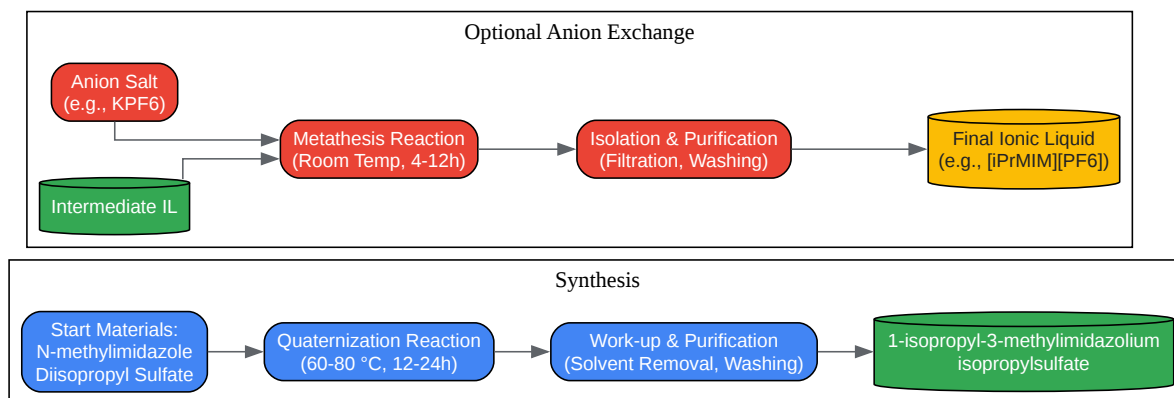 Optional Anion Exchange
Anion Salt
(e.g., KPF6)
Metathesis Reaction
(Room Temp, 4-12h)
Isolation & Purification
(Filtration, Washing)
Final Ionic Liquid
(e.g., [iPrMIM][PF6])
Intermediate IL
Synthesis
Start Materials:
N-methylimidazole
Diisopropyl Sulfate
Quaternization Reaction
(60-80 °C, 12-24h)
Work-up & Purification
(Solvent Removal, Washing)
1-isopropyl-3-methylimidazolium
isopropylsulfate